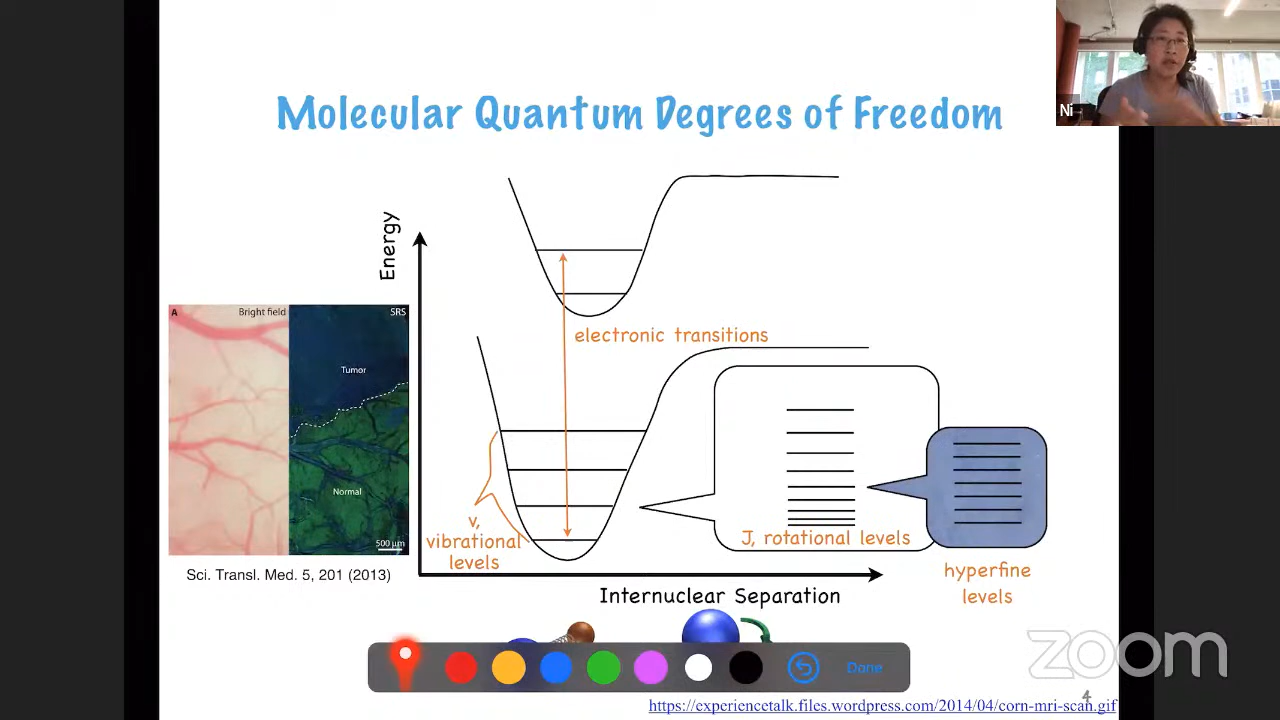 Ni
Molecular Quantum Degrees of Freedom
Energy
A
Bright field
SRS
Tumor
Normal
500 μm
Sci. Transl. Med. 5, 201 (2013)
electronic transitions
v,
vibrational
levels
J, rotational levels
hyperfine
levels
Internuclear Separation
Done
zoom
4
https://experiencetalk.files.wordpress.com/2014/04/corn-mri-scan.gif